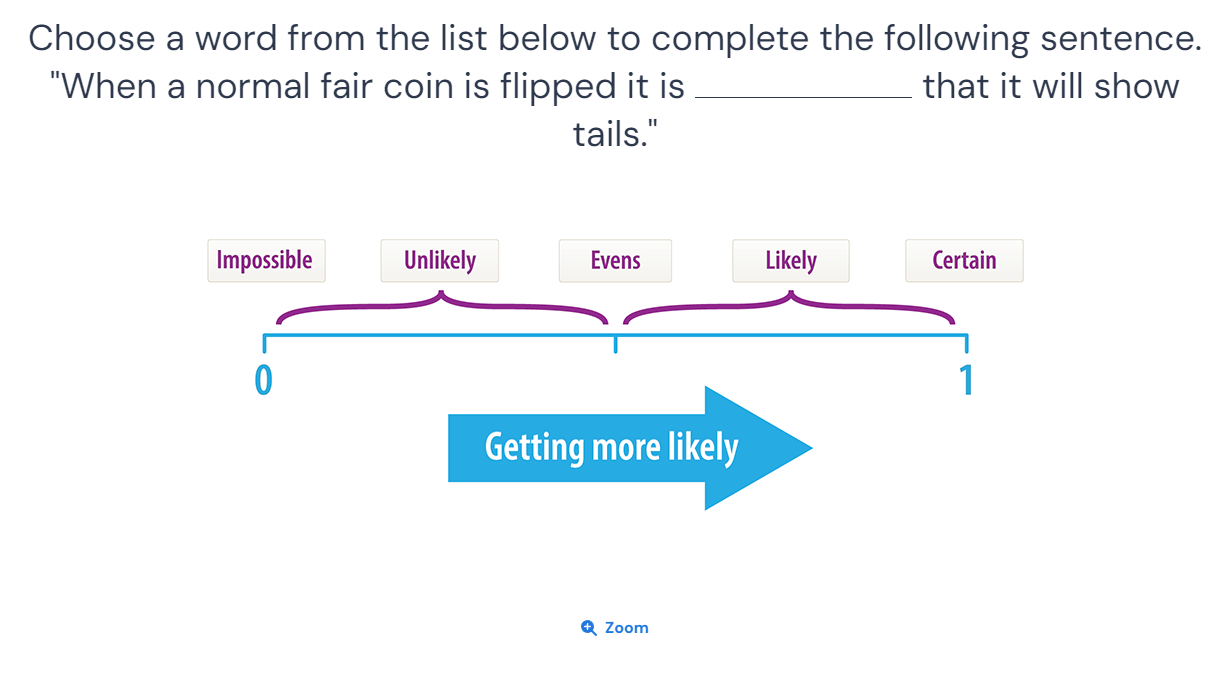 Choose a word from the list below to complete the following sentence.
"When a normal fair coin is flipped it is ____________ that it will show
tails."
Impossible
Unlikely
Evens
Likely
Certain
0
1
Getting more likely
Zoom